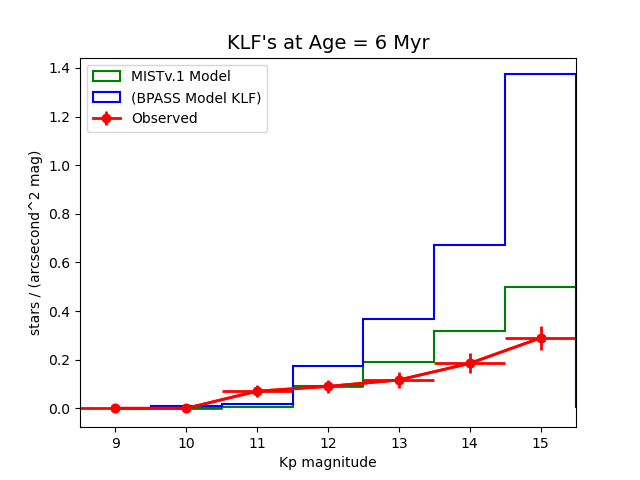 KLF's at Age = 6 Myr
MISTv.1 Model
(BPASS Model KLF)
Observed
stars / (arcsecond^2 mag)
1.4
1.2
1.0
0.8
0.6
0.4
0.2
0.0
9 10 11 12 13 14 15
Kp magnitude